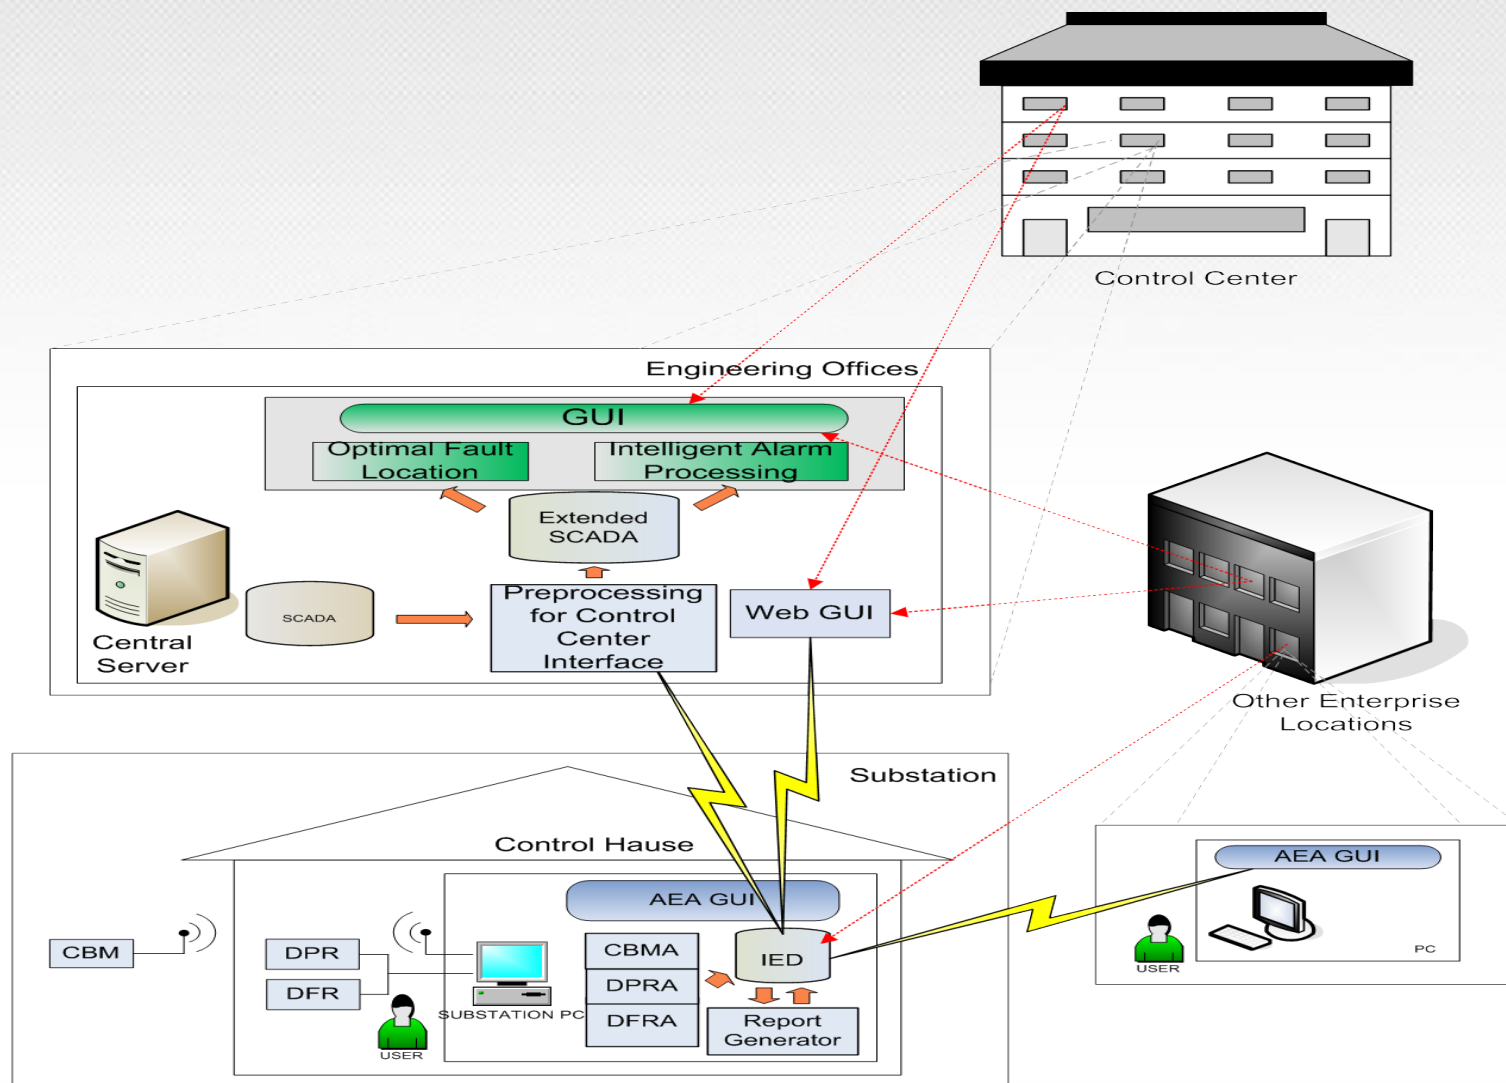 Control Center
Engineering Offices
GUI
Optimal Fault
Location
Intelligent Alarm
Processing
Extended
SCADA
SCADA
Central
Server
Preprocessing
for Control
Center
Interface
Web GUI
Other Enterprise
Locations
Substation
Control Hause
AEA GUI
CBM
DPR
DFR
USER
SUBSTATION PC
CBMA
DPRA
DFRA
IED
Report
Generator
AEA GUI
USER
PC